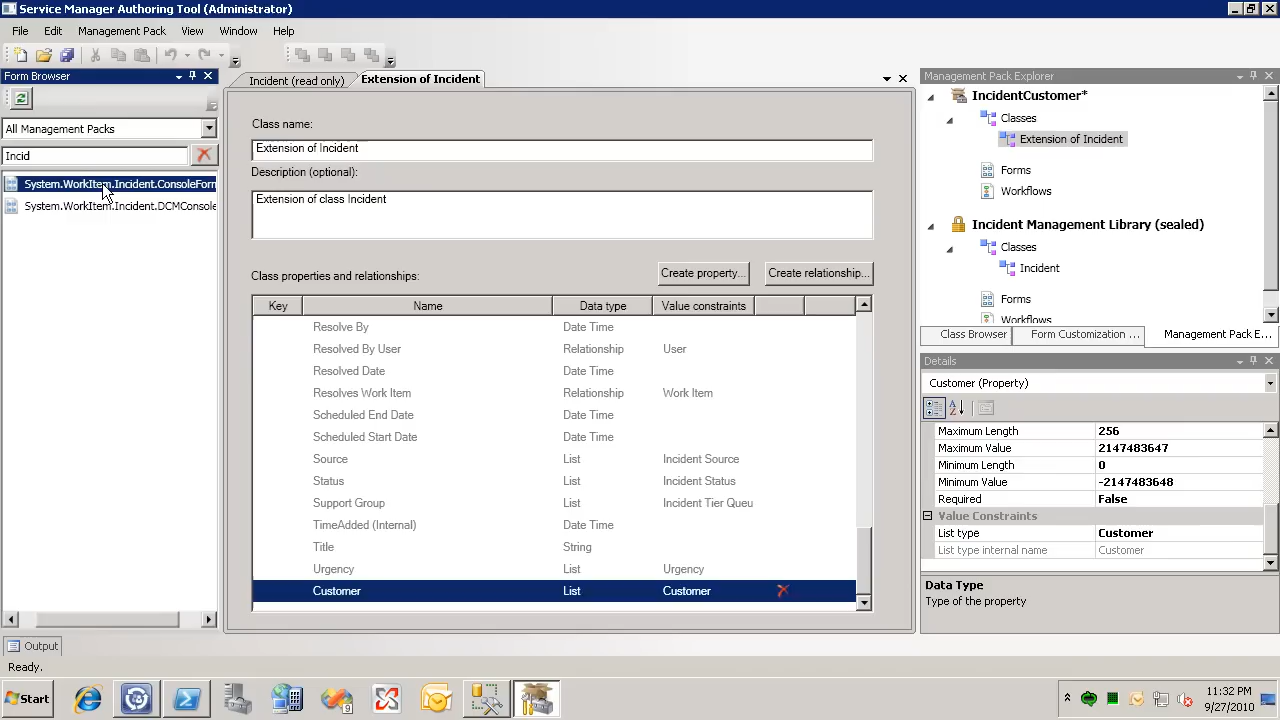 Service Manager Authoring Tool (Administrator)
File Edit Management Pack View Window Help
Form Browser
All Management Packs
Incid
System.WorkItem.Incident.ConsoleForm
System.WorkItem.Incident.DCMConsole
Incident (read only)
Extension of Incident
Class name:
Extension of Incident
Description (optional):
Extension of class Incident
Class properties and relationships:
Create property...
Create relationship...
Key Name Data type Value constraints
Resolve By Date Time
Resolved By User Relationship User
Resolved Date Date Time
Resolves Work Item Relationship Work Item
Scheduled End Date Date Time
Scheduled Start Date Date Time
Source List Incident Source
Status List Incident Status
Support Group List Incident Tier Queu
TimeAdded (Internal) Date Time
Title String
Urgency List Urgency
Customer List Customer
Management Pack Explorer
IncidentCustomer*
Classes
Extension of Incident
Forms
Workflows
Incident Management Library (sealed)
Classes
Incident
Forms
Workflows
Class Browser
Form Customization ...
Management Pack E...
Details
Customer (Property)
Maximum Length 256
Maximum Value 2147483647
Minimum Length 0
Minimum Value -2147483648
Required False
Value Constraints
List type Customer
List type internal name Customer
Data Type
Type of the property
Output
Ready.
Start
11:32 PM
9/27/2010